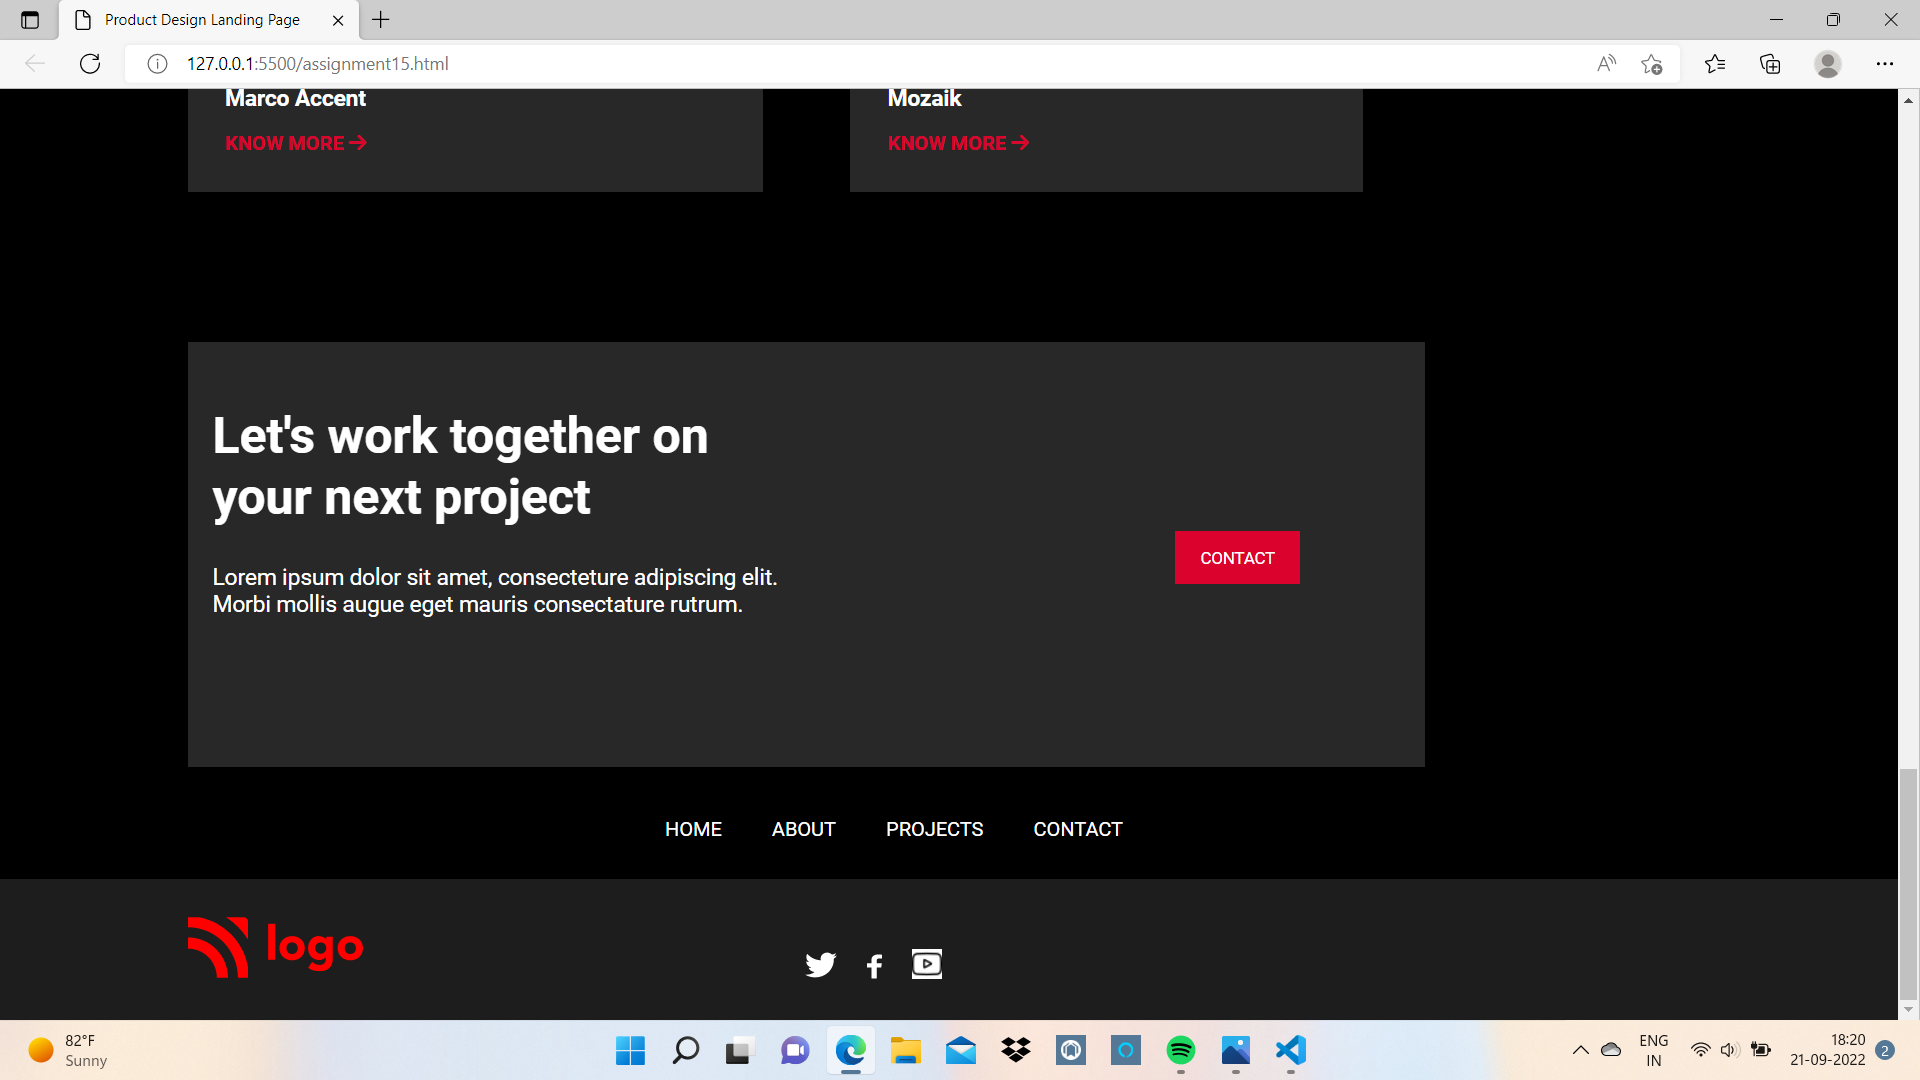 Product Design Landing Page
127.0.0.1:5500/assignment15.html
Marco Accent
Mozaik
KNOW MORE →
KNOW MORE →
Let's work together on
your next project
Lorem ipsum dolor sit amet, consecteture adipiscing elit.
Morbi mollis augue eget mauris consectature rutrum.
CONTACT
HOME ABOUT PROJECTS CONTACT
logo
82°F
Sunny
ENG
IN
18:20
21-09-2022
2